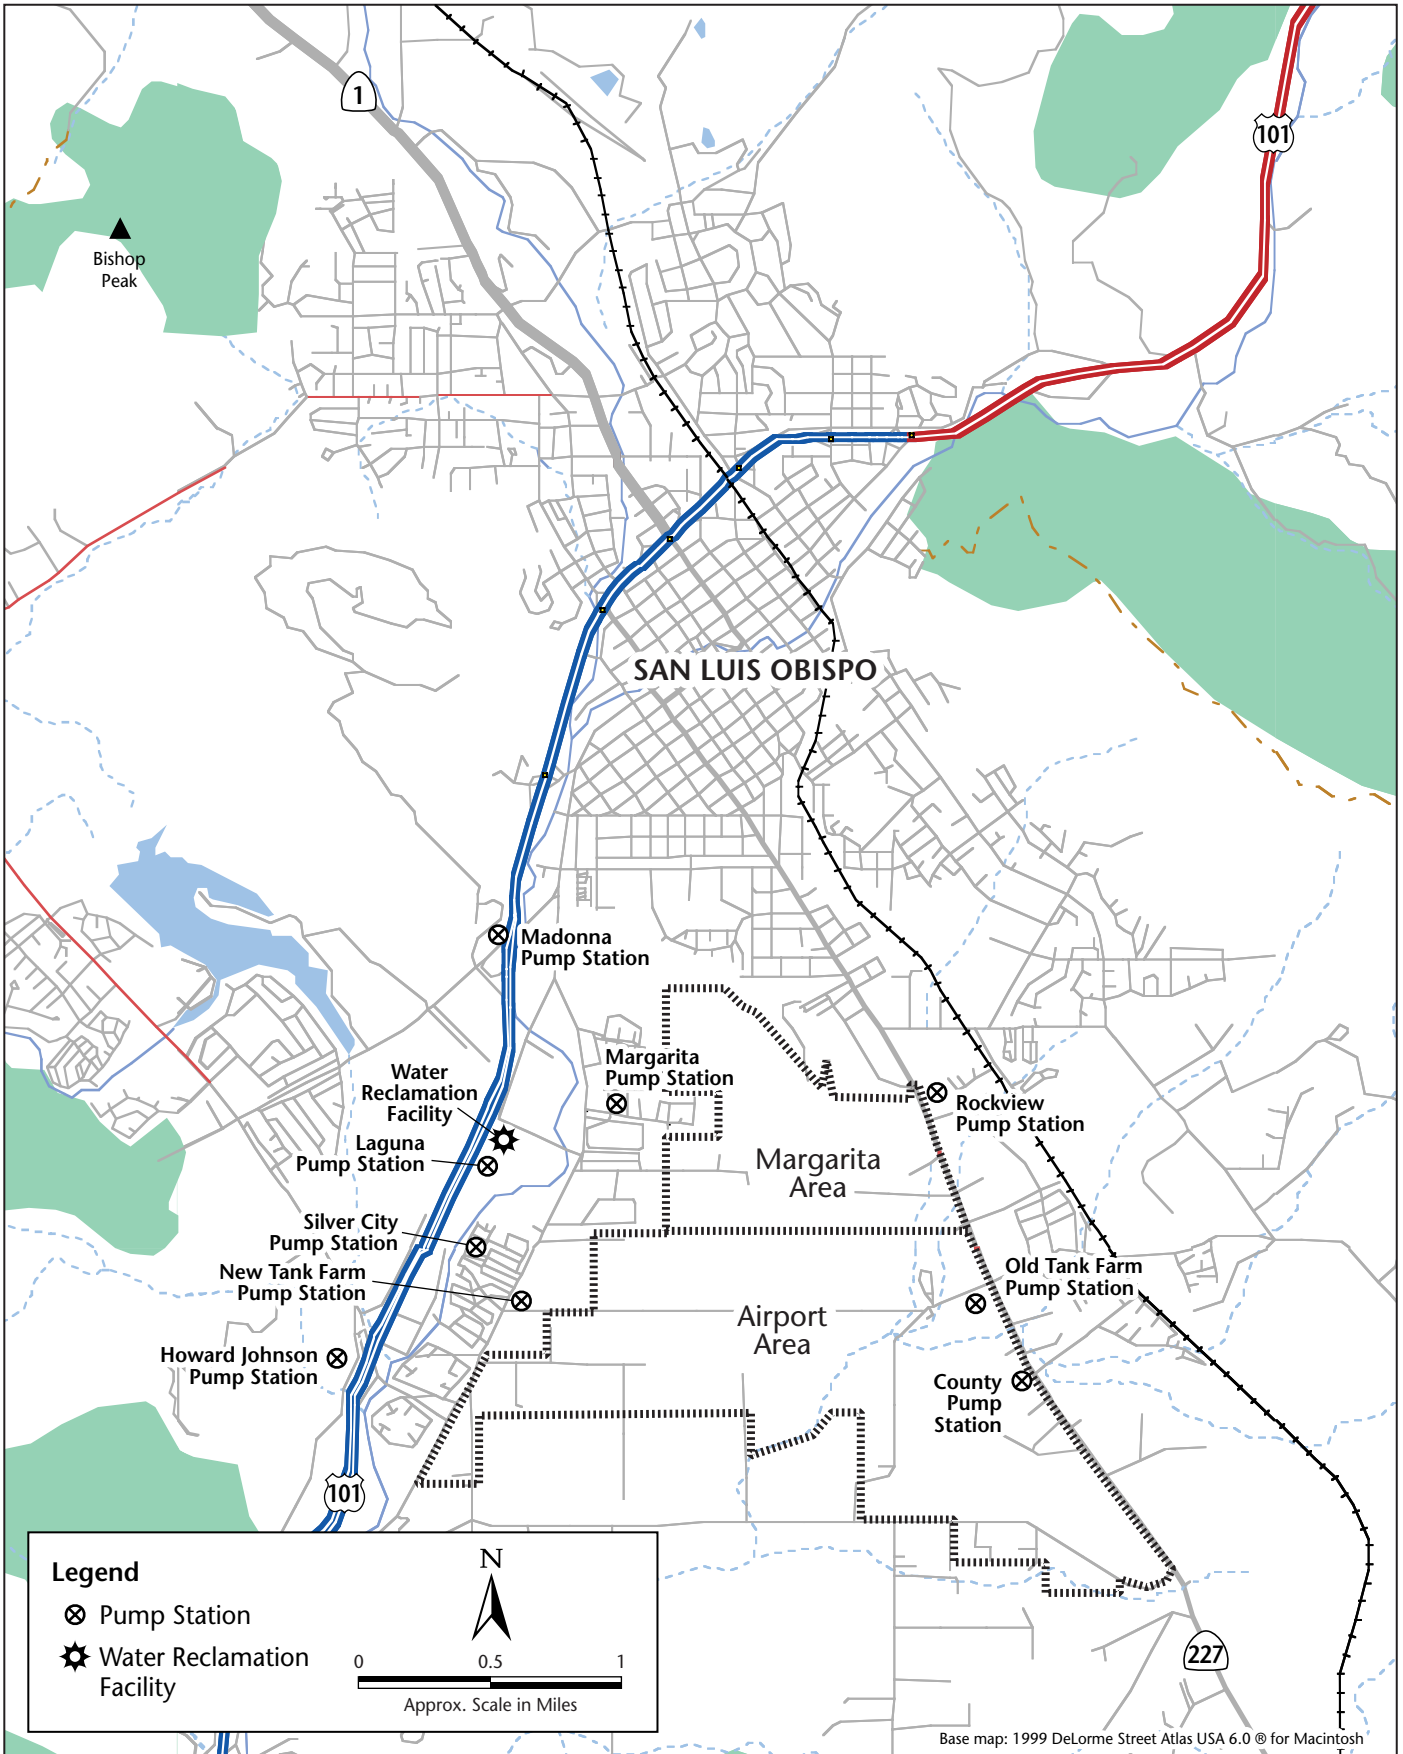 1
101
Bishop
Peak
SAN LUIS OBISPO
Madonna
Pump Station
Water
Reclamation
Facility
Margarita
Pump Station
Rockview
Pump Station
Laguna
Pump Station
Margarita
Area
Silver City
Pump Station
New Tank Farm
Pump Station
Old Tank Farm
Pump Station
Airport
Area
Howard Johnson
Pump Station
County
Pump
Station
101
Legend
Pump Station
Water Reclamation
Facility
N
0 0.5 1
Approx. Scale in Miles
227
Base map: 1999 DeLorme Street Atlas USA 6.0 ® for Macintosh